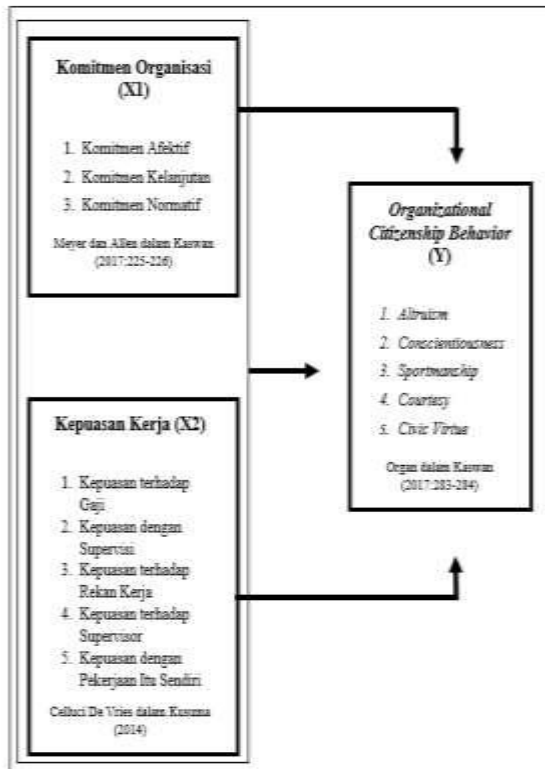 Komitmen Organisasi
(X1)
1. Komitmen Afektif
2. Komitmen Kelanjutan
3. Komitmen Normatif
Meyer dan Allen dalam Kaswan
(2017:225-226)
Kepuasan Kerja (X2)
1. Kepuasan terhadap
Gaji
2. Kepuasan dengan
Supervisi
3. Kepuasan terhadap
Rekan Kerja
4. Kepuasan terhadap
Supervisor
5. Kepuasan dengan
Pekerjaan Itu Sendiri
Celluci De Vries dalam Kusuma
(2014)
Organizational
Citizenship Behavior
(Y)
1. Altruism
2. Conscientiousness
3. Sportmanship
4. Courtesy
5. Civic Virtue
Organ dalam Kaswan
(2017:283-284)